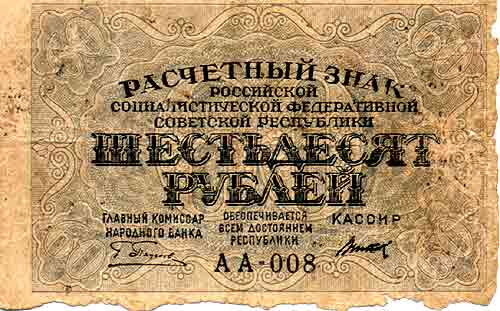 РАСЧЕТНЫЙ ЗНАК
РОССИЙСКОЙ
СОЦИАЛИСТИЧЕСКОЙ ФЕДЕРАТИВНОЙ
СОВЕТСКОЙ РЕСПУБЛИКИ
ШЕСТЬДЕСЯТ
РУБЛЕЙ
ГЛАВНЫЙ КОМИССАР
НАРОДНОГО БАНКА
ОБЕСПЕЧИВАЕТСЯ
ВСЕМ ДОСТОЯНИЕМ
РЕСПУБЛИКИ
КАССИР
АА-008